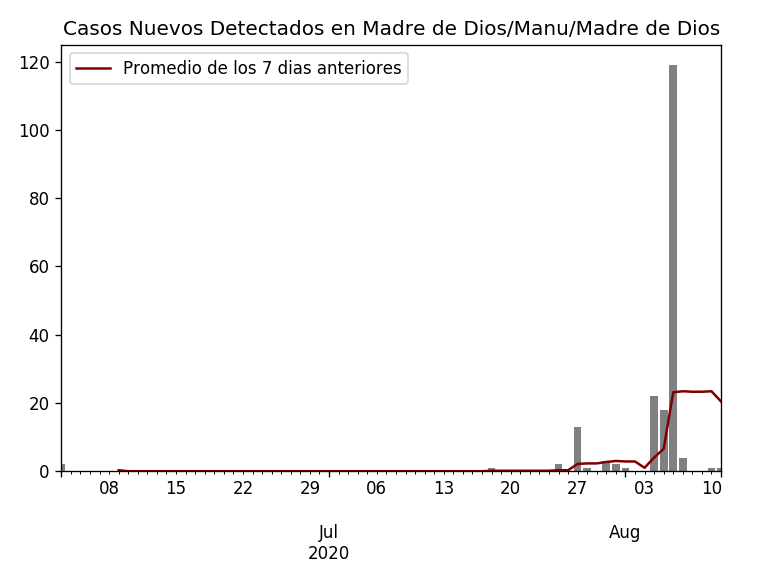 Casos Nuevos Detectados en Madre de Dios/Manu/Madre de Dios
Promedio de los 7 dias anteriores
120
100
80
60
40
20
0
08 15 22 29 06 13 20 27 03 10
Jul Aug
2020